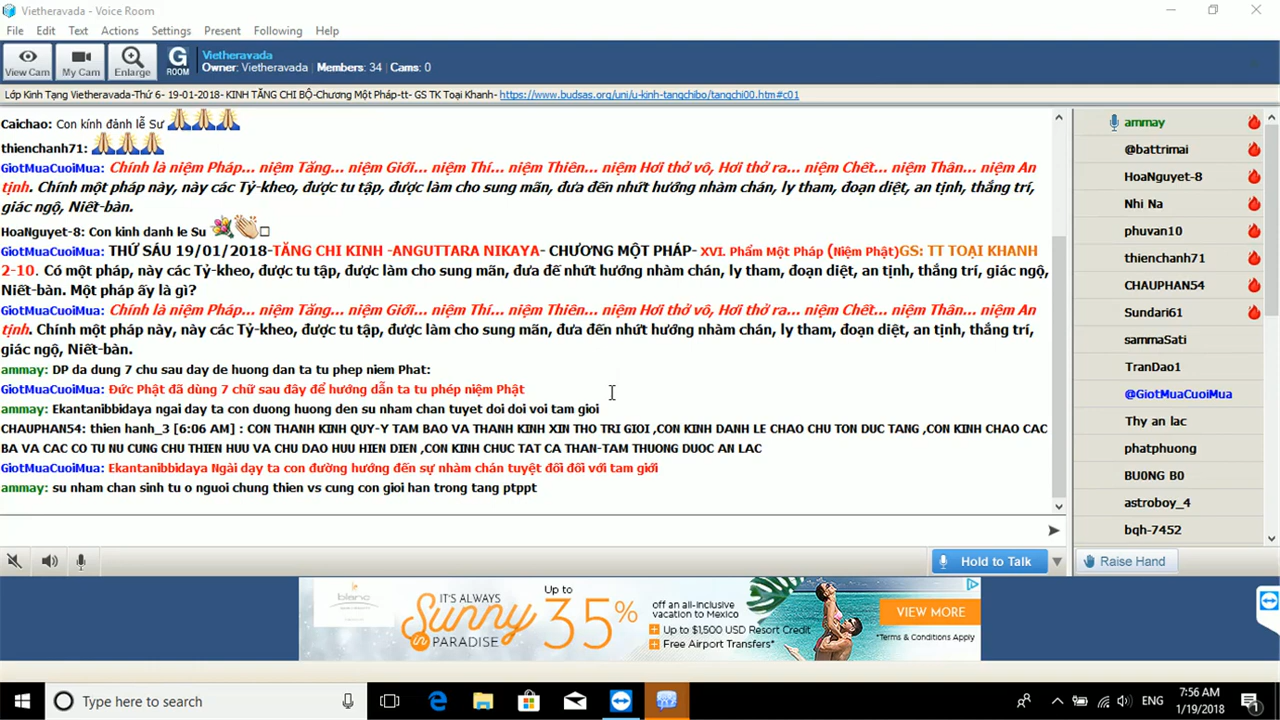 Vietheravada - Voice Room
File Edit Text Actions Settings Present Following Help
View Cam My Cam Enlarge G ROOM
Vietheravada
Owner: Vietheravada | Members: 34 | Cams: 0
Lớp Kinh Tạng Vietheravada-Thứ 6- 19-01-2018- KINH TĂNG CHI BỘ-Chương Một Pháp-tt- GS TK Toại Khanh- https://www.budsas.org/uni/u-kinh-tangchibo/tangchi00.htm#c01
Caichao: Con kính đảnh lễ Sư
thienchanh71:
GiotMuaCuoiMua: Chính là niệm Pháp... niệm Tăng... niệm Giới... niệm Thí... niệm Thiên... niệm Hơi thở vô, Hơi thở ra... niệm Chết... niệm Thân... niệm An
tịnh. Chính một pháp này, này các Tỷ-kheo, được tu tập, được làm cho sung mãn, đưa đến nhứt hướng nhàm chán, ly tham, đoạn diệt, an tịnh, thắng trí,
giác ngộ, Niết-bàn.
HoaNguyet-8: Con kinh danh le Su
GiotMuaCuoiMua: THỨ SÁU 19/01/2018-TĂNG CHI KINH -ANGUTTARA NIKAYA- CHƯƠNG MỘT PHÁP- XVI. Phẩm Một Pháp (Niệm Phật)GS: TT TOẠI KHANH
2-10. Có một pháp, này các Tỷ-kheo, được tu tập, được làm cho sung mãn, đưa đế nhứt hướng nhàm chán, ly tham, đoạn diệt, an tịnh, thắng trí, giác ngộ,
Niết-bàn. Một pháp ấy là gì?
GiotMuaCuoiMua: Chính là niệm Pháp... niệm Tăng... niệm Giới... niệm Thí... niệm Thiên... niệm Hơi thở vô, Hơi thở ra... niệm Chết... niệm Thân... niệm An
tịnh. Chính một pháp này, này các Tỷ-kheo, được tu tập, được làm cho sung mãn, đưa đến nhứt hướng nhàm chán, ly tham, đoạn diệt, an tịnh, thắng trí,
giác ngộ, Niết-bàn.
ammay: DP da dung 7 chu sau day de huong dan ta tu phep niem Phat:
GiotMuaCuoiMua: Đức Phật đã dùng 7 chữ sau đây để hướng dẫn ta tu phép niệm Phật
ammay: Ekantanibbidaya ngai day ta con duong huong den su nham chan tuyet doi doi voi tam gioi
CHAUPHAN54: thien hanh_3 [6:06 AM] : CON THANH KINH QUY-Y TAM BAO VA THANH KINH XIN THO TRI GIOI ,CON KINH DANH LE CHAO CHU TON DUC TANG ,CON KINH CHAO CAC
BA VA CAC CO TU NU CUNG CHU THIEN HUU VA CHU DAO HUU HIEN DIEN ,CON KINH CHUC TAT CA THAN-TAM THUONG DUOC AN LAC
GiotMuaCuoiMua: Ekantanibbidaya Ngài dạy ta con đường hướng đến sự nhàm chán tuyệt đối đối với tam giới
ammay: su nham chan sinh tu o nguoi chung thien vs cung con gioi han trong tang ptppt
ammay
@battrimai
HoaNguyet-8
Nhi Na
phuvan10
thienchanh71
CHAUPHAN54
Sundari61
sammaSati
TranDao1
@GiotMuaCuoiMua
Thy an lac
phatphuong
BU0NG B0
astroboy_4
bqh-7452
Hold to Talk
Raise Hand
le blanc
IT'S ALWAYS
Sunny
in PARADISE
Up to
35%
off an all-inclusive
vacation to Mexico
Up to $1,500 USD Resort Credit
Free Airport Transfers*
VIEW MORE
*Terms & Conditions Apply
Type here to search
ENG
7:56 AM
1/19/2018
1